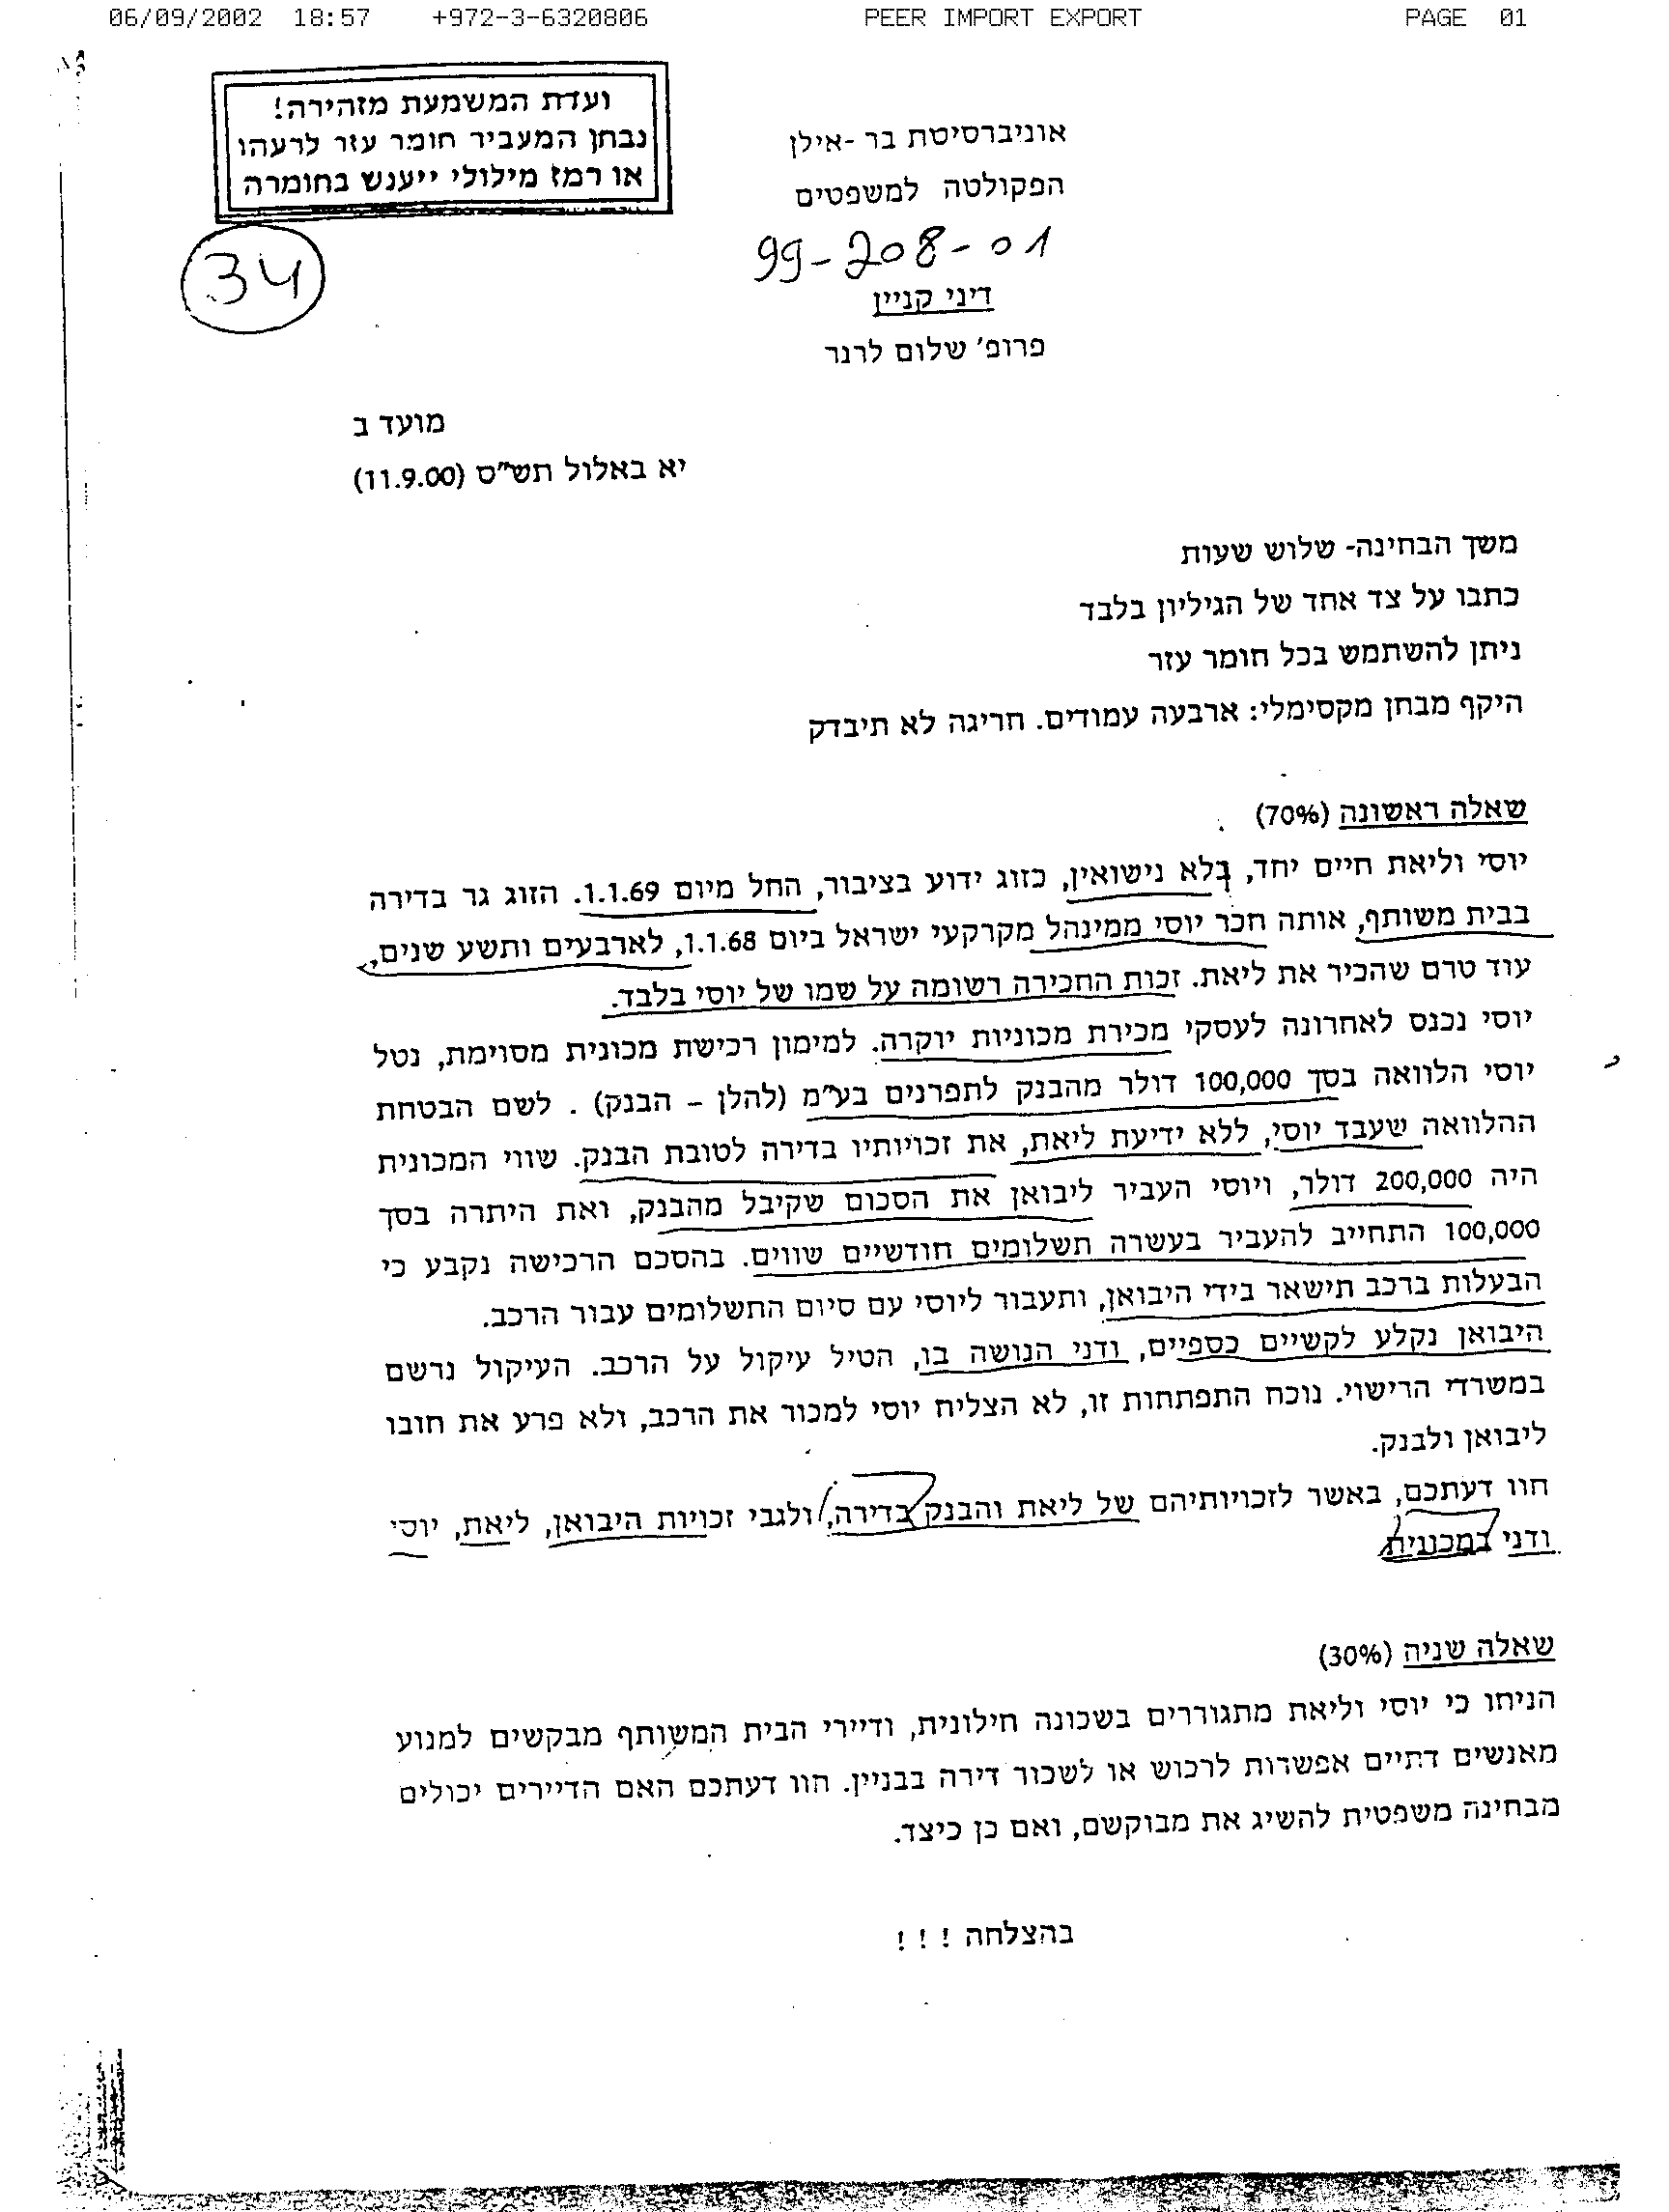 06/09/2002 18:57 +972-3-6320806 PEER IMPORT EXPORT PAGE 01
ועדת המשמעת מזהירה!
נבחן המעביר חומר עזר לרעהו
או רמז מילולי ייענש בחומרה
אוניברסיטת בר -אילן
הפקולטה למשפטים
99-208-01
34
דיני קניין
פרופ' שלום לרנר
מועד ב
יא באלול תש"ס (11.9.00)
משך הבחינה- שלוש שעות
כתבו על צד אחד של הגיליון בלבד
ניתן להשתמש בכל חומר עזר
היקף מבחן מקסימלי: ארבעה עמודים. חריגה לא תיבדק
שאלה ראשונה (70%)
יוסי וליאת חיים יחד, בלא נישואין, כזוג ידוע בציבור, החל מיום 1.1.69. הזוג גר בדירה
בבית משותף, אותה חכר יוסי ממינהל מקרקעי ישראל ביום 1.1.68, לארבעים ותשע שנים,
עוד טרם שהכיר את ליאת. זכות החכירה רשומה על שמו של יוסי בלבד.
יוסי נכנס לאחרונה לעסקי מכירת מכוניות יוקרה. למימון רכישת מכונית מסוימת, נטל
יוסי הלוואה בסך 100,000 דולר מהבנק לתפרנים בע"מ (להלן – הבנק) . לשם הבטחת
ההלוואה שעבד יוסי, ללא ידיעת ליאת, את זכויותיו בדירה לטובת הבנק. שווי המכונית
היה 200,000 דולר, ויוסי העביר ליבואן את הסכום שקיבל מהבנק, ואת היתרה בסך
100,000 התחייב להעביר בעשרה תשלומים חודשיים שווים. בהסכם הרכישה נקבע כי
הבעלות ברכב תישאר בידי היבואן, ותעבור ליוסי עם סיום התשלומים עבור הרכב.
היבואן נקלע לקשיים כספיים, ודני הנושה בו, הטיל עיקול על הרכב. העיקול נרשם
במשרדי הרישוי. נוכח התפתחות זו, לא הצליח יוסי למכור את הרכב, ולא פרע את חובו
ליבואן ולבנק.
חוו דעתכם, באשר לזכויותיהם של ליאת והבנק בדירה, ולגבי זכויות היבואן, ליאת, יוסי
ודני במכונית
שאלה שניה (30%)
הניחו כי יוסי וליאת מתגוררים בשכונה חילונית, ודיירי הבית המשותף מבקשים למנוע
מאנשים דתיים אפשרות לרכוש או לשכור דירה בבניין. חוו דעתכם האם הדיירים יכולים
מבחינה משפטית להשיג את מבוקשם, ואם כן כיצד.
בהצלחה ! ! !